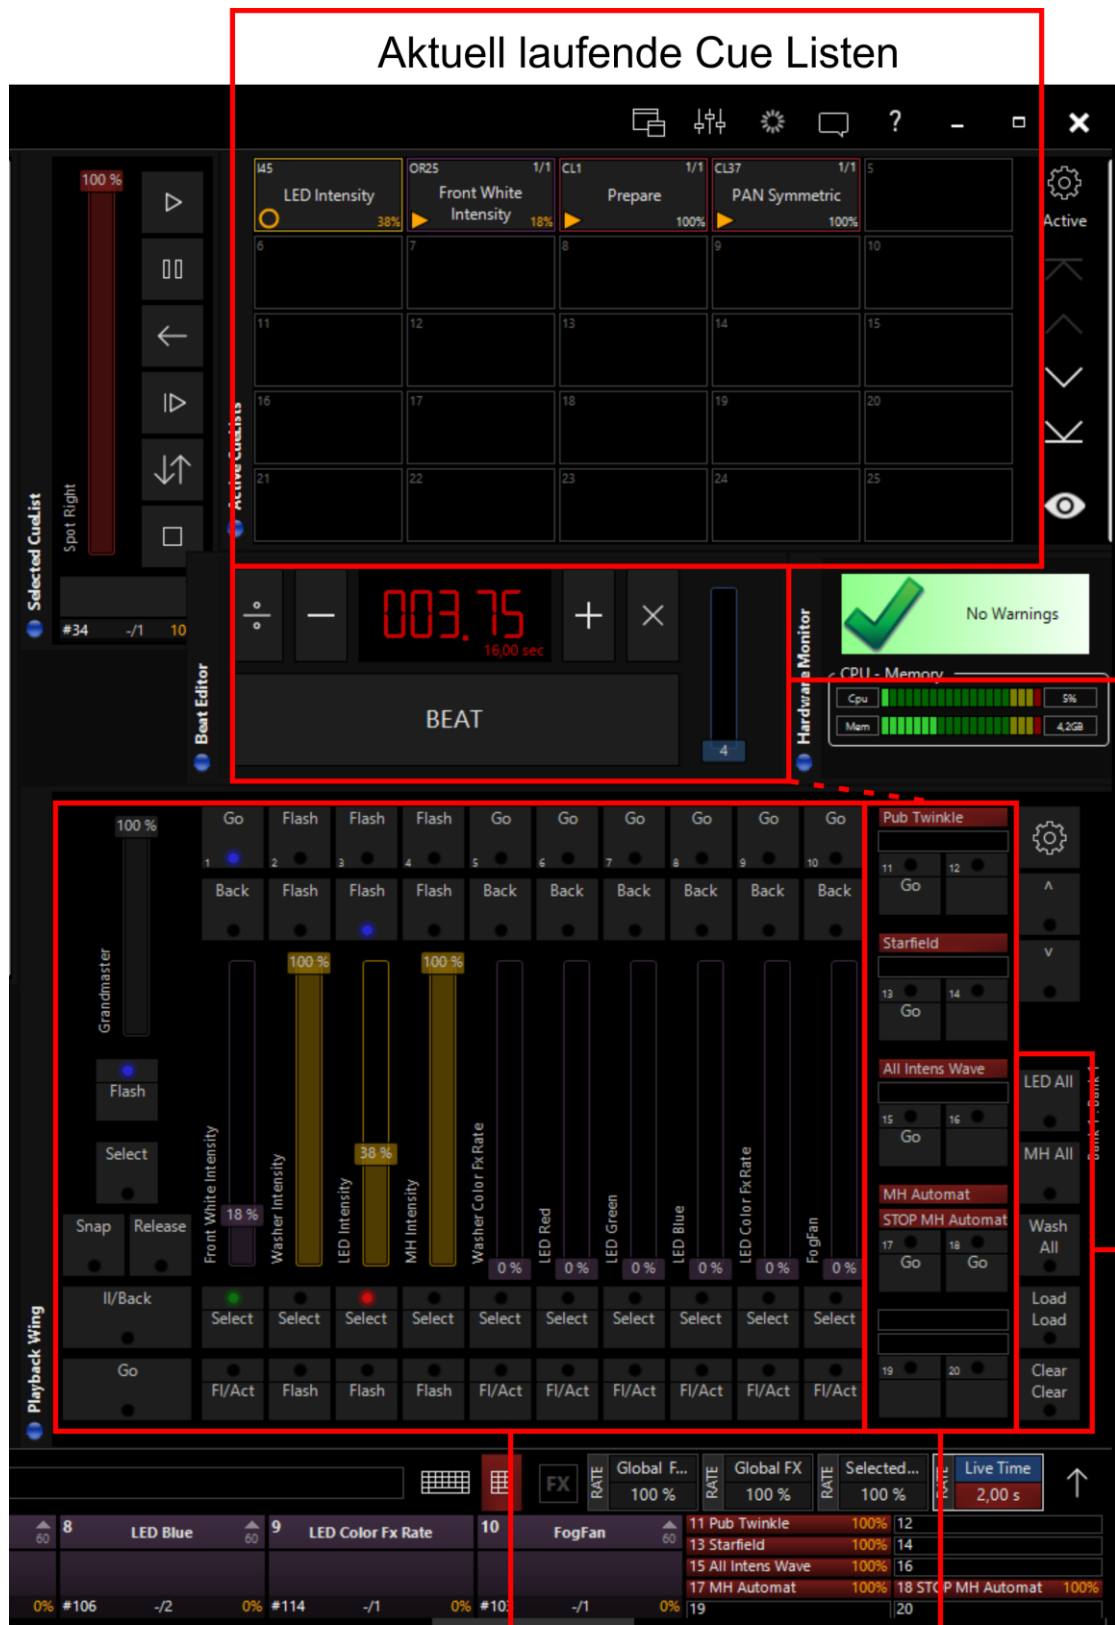 Aktuell laufende Cue Listen
?
I45
LED Intensity
38%
OR25 1/1
Front White
Intensity
18%
CL1 1/1
Prepare
100%
CL37 1/1
PAN Symmetric
100%
5
Active
6 7 8 9 10
11 12 13 14 15
16 17 18 19 20
21 22 23 24 25
100 %
Spot Right
Selected CueList
#34 -/1 10
Active CueLists
÷ − 003.75 + ×
16,00 sec
BEAT
4
Beat Editor
Hardware Monitor
No Warnings
CPU - Memory
Cpu 5%
Mem 4,2GB
Playback Wing
100 %
Grandmaster
Flash
Select
Snap Release
II/Back
Go
Go Flash Flash Flash Go Go Go Go Go Go
1 2 3 4 5 6 7 8 9 10
Back Flash Flash Flash Back Back Back Back Back Back
100 % 100 %
38 %
18 %
0 % 0 % 0 % 0 % 0 % 0 %
Front White Intensity
Washer Intensity
LED Intensity
MH Intensity
Washer Color Fx Rate
LED Red
LED Green
LED Blue
LED Color Fx Rate
FogFan
Select Select Select Select Select Select Select Select Select Select
Fl/Act Flash Flash Flash Fl/Act Fl/Act Fl/Act Fl/Act Fl/Act Fl/Act
Pub Twinkle
11 12
Go
Starfield
13 14
Go
All Intens Wave
15 16
Go
MH Automat
STOP MH Automat
17 18
Go Go
19 20
^
v
LED All
MH All
Wash
All
Load
Load
Clear
Clear
FX
RATE Global F...
100 %
RATE Global FX
100 %
RATE Selected...
100 %
RATE Live Time
2,00 s
60
0%
8 LED Blue 60
#106 -/2 0%
9 LED Color Fx Rate
#114 -/1 0%
10 FogFan 60
-/1 0%
11 Pub Twinkle 100% 12
13 Starfield 100% 14
15 All Intens Wave 100% 16
17 MH Automat 100% 18 STOP MH Automat 100%
19 20